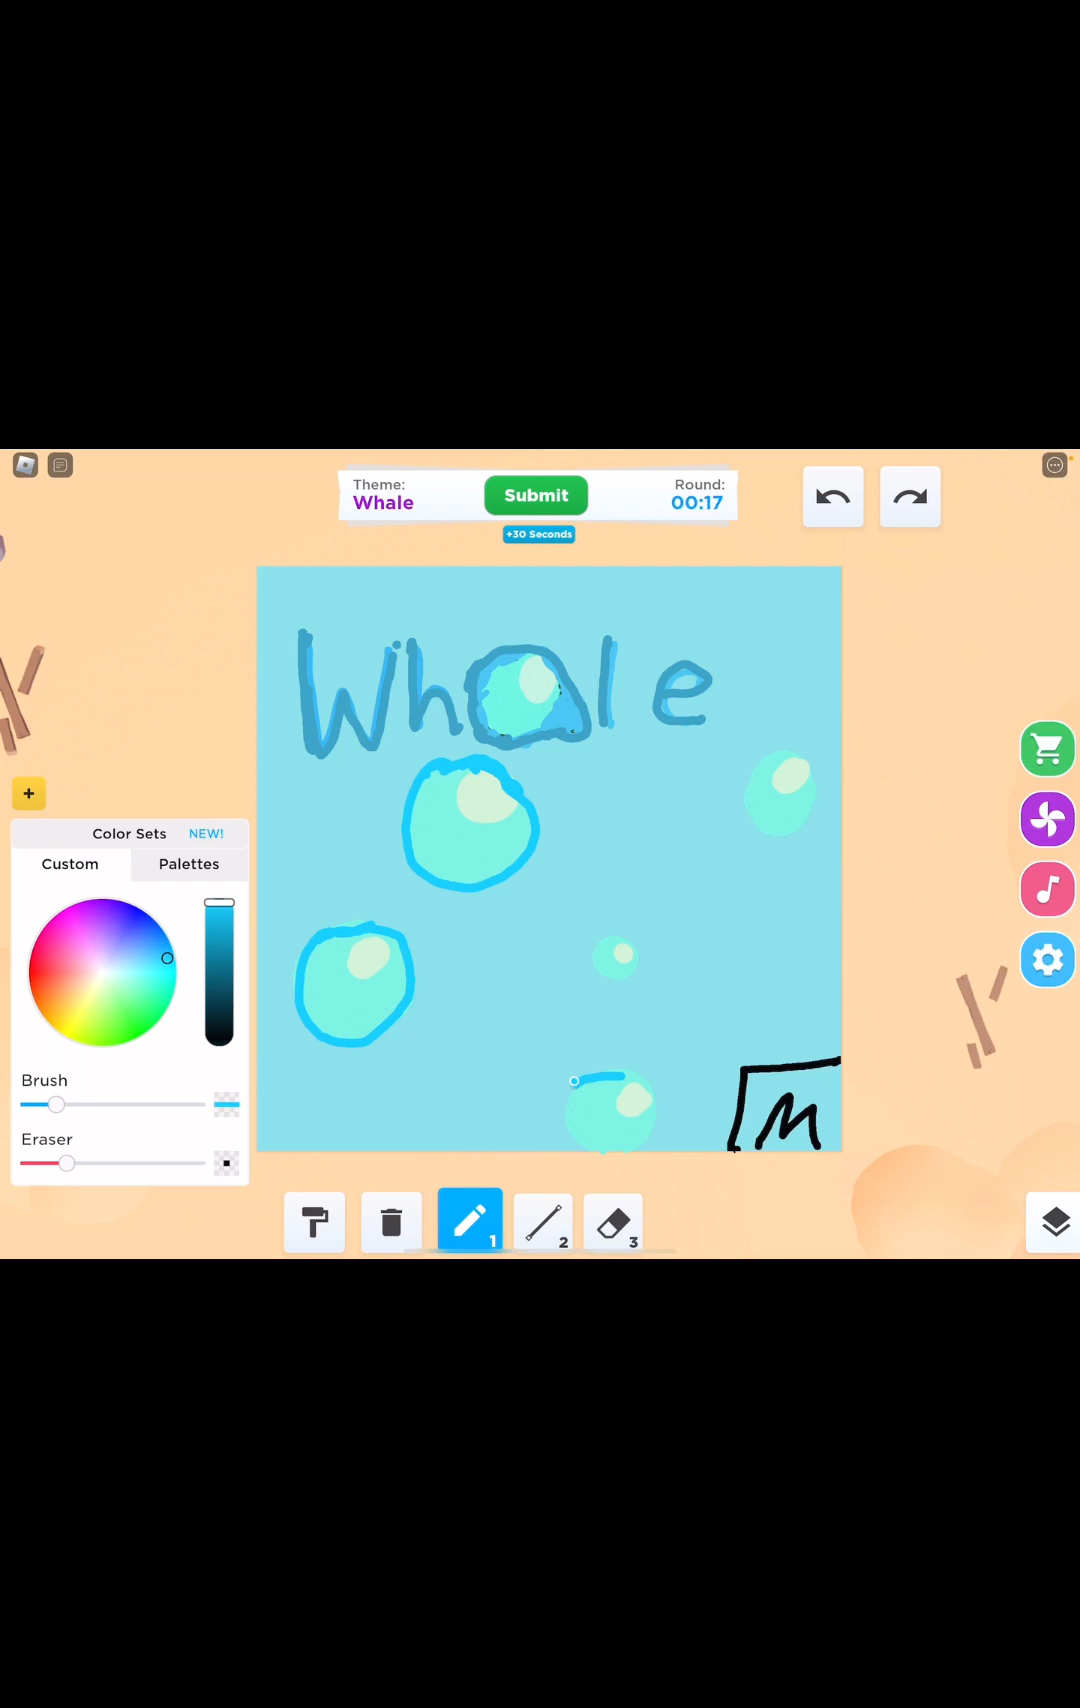 Theme:
Whale
Submit
Round:
00:17
+30 Seconds
Whale
+
Color Sets NEW!
Custom Palettes
Brush
Eraser
M
1 2 3